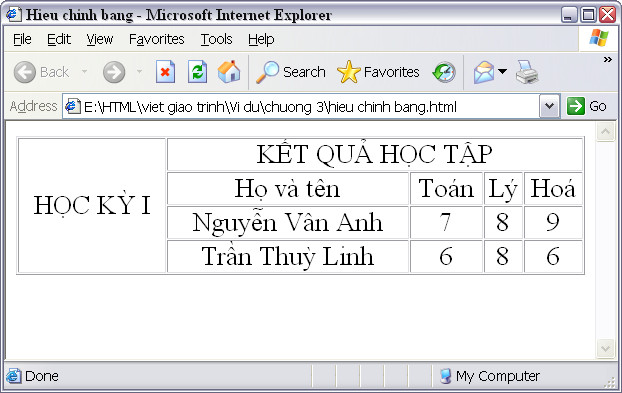 Hieu chinh bang - Microsoft Internet Explorer
File Edit View Favorites Tools Help
Back Search Favorites »
Address E:\HTML\viet giao trinh\Vi du\chuong 3\hieu chinh bang.html Go
KẾT QUẢ HỌC TẬP
HỌC KỲ I
Họ và tên Toán Lý Hoá
Nguyễn Vân Anh 7 8 9
Trần Thuỳ Linh 6 8 6
Done My Computer